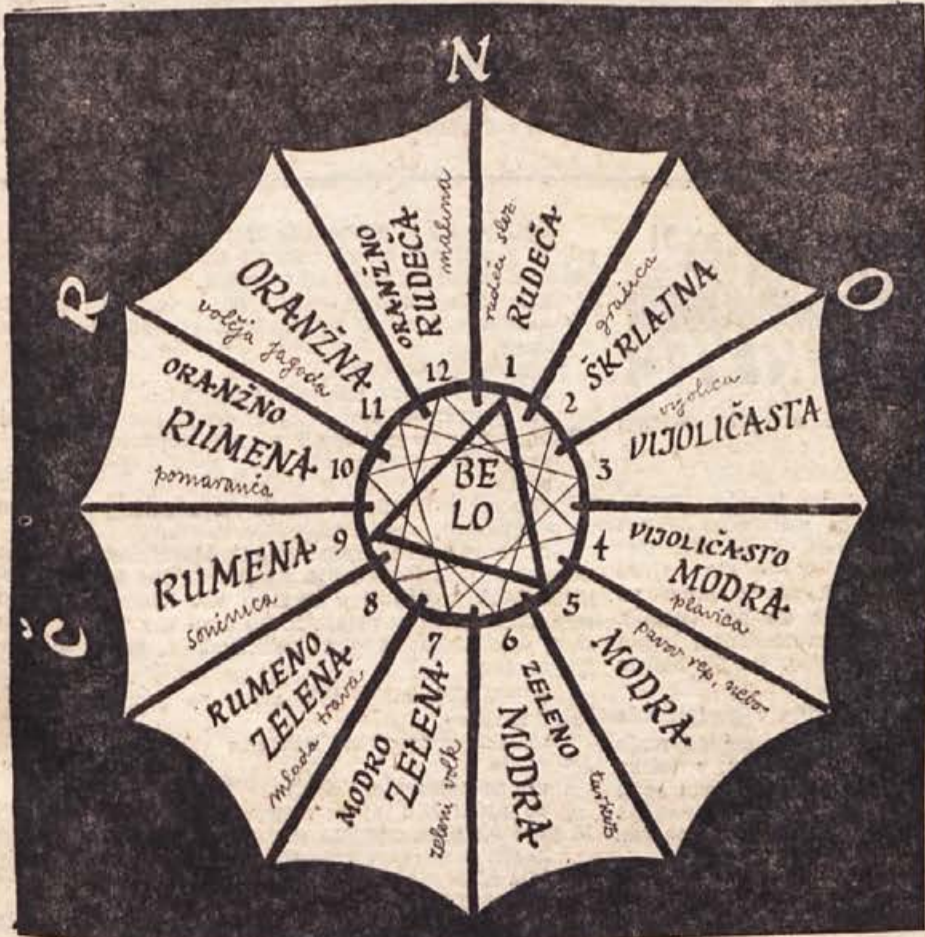 Č
R
N
O
BE
LO
1
RUDEČA
rudeči slez
2
ŠKRLATNA
grašica
3
VIJOLIČASTA
vijolica
4
VIJOLIČASTO
MODRA
plavica
5
MODRA
pavov rep, nebo
6
ZELENO
MODRA
turkiz
7
MODRO
ZELENA
zeleni volk
8
RUMENO
ZELENA
mlada trava
9
RUMENA
sončnica
10
ORANŽNO
RUMENA
pomaranča
11
ORANŽNA
volčja jagoda
12
ORANŽNO
RUDEČA
malina